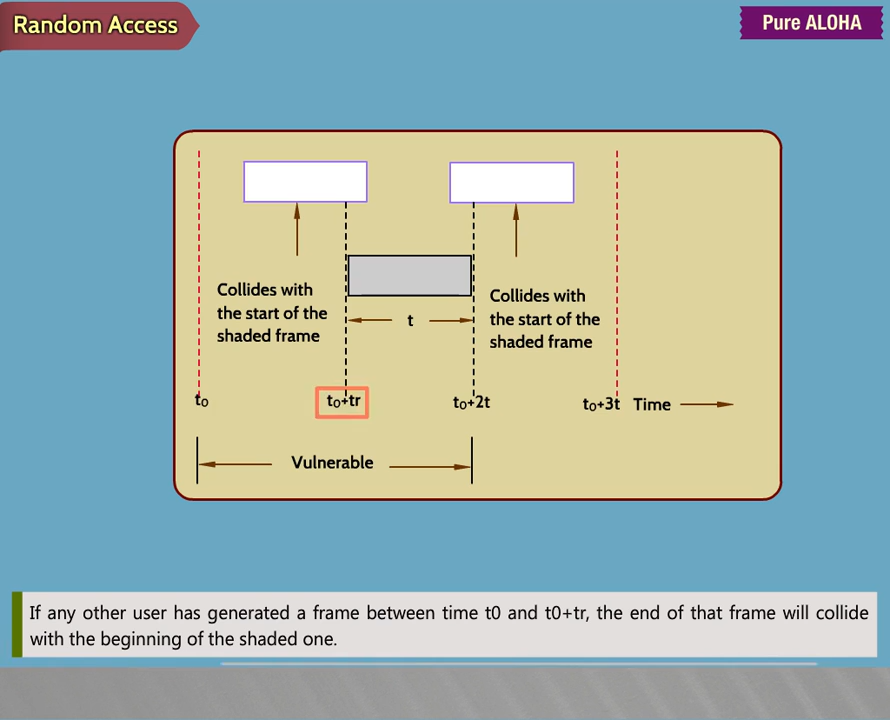 Random Access
Pure ALOHA
Collides with
the start of the
shaded frame
Collides with
the start of the
shaded frame
t
t₀
t₀+tr
t₀+2t
t₀+3t
Time
Vulnerable
If any other user has generated a frame between time t0 and t0+tr, the end of that frame will collide
with the beginning of the shaded one.